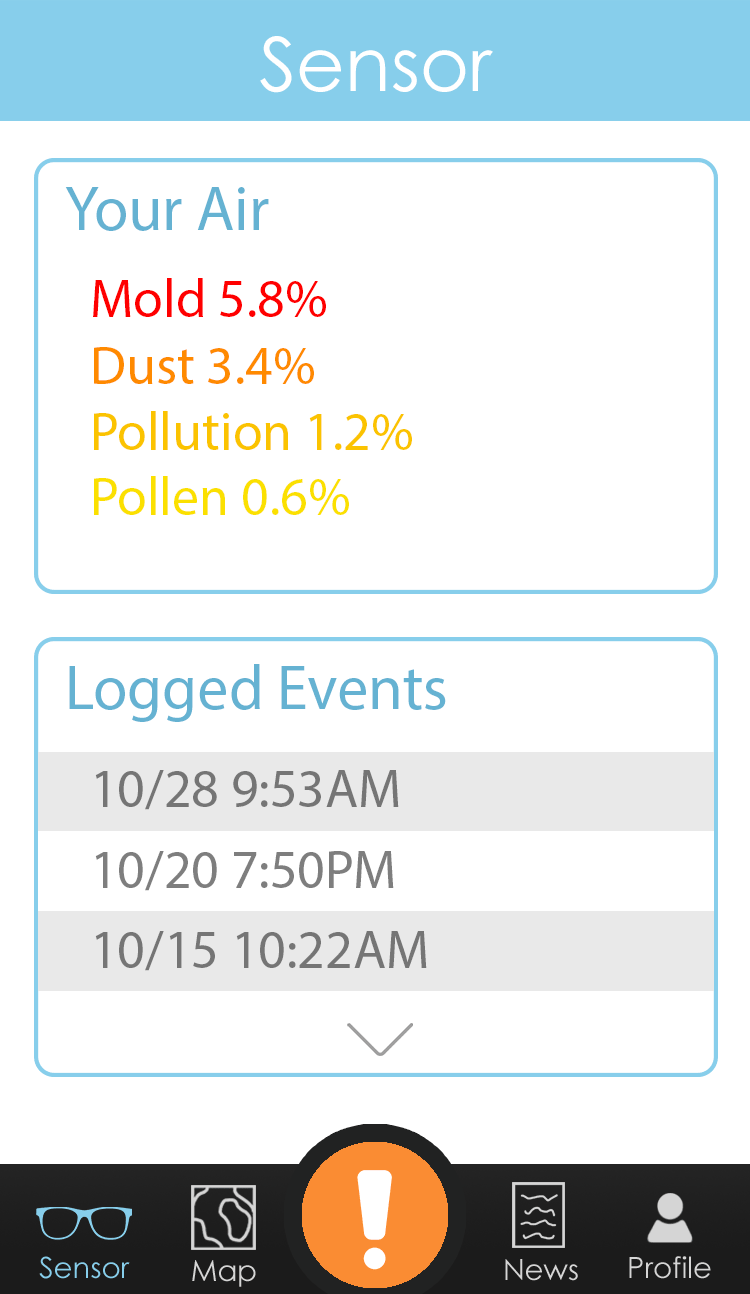 Sensor
Your Air
Mold 5.8%
Dust 3.4%
Pollution 1.2%
Pollen 0.6%
Logged Events
10/28 9:53AM
10/20 7:50PM
10/15 10:22AM
!
Sensor
Map
News
Profile